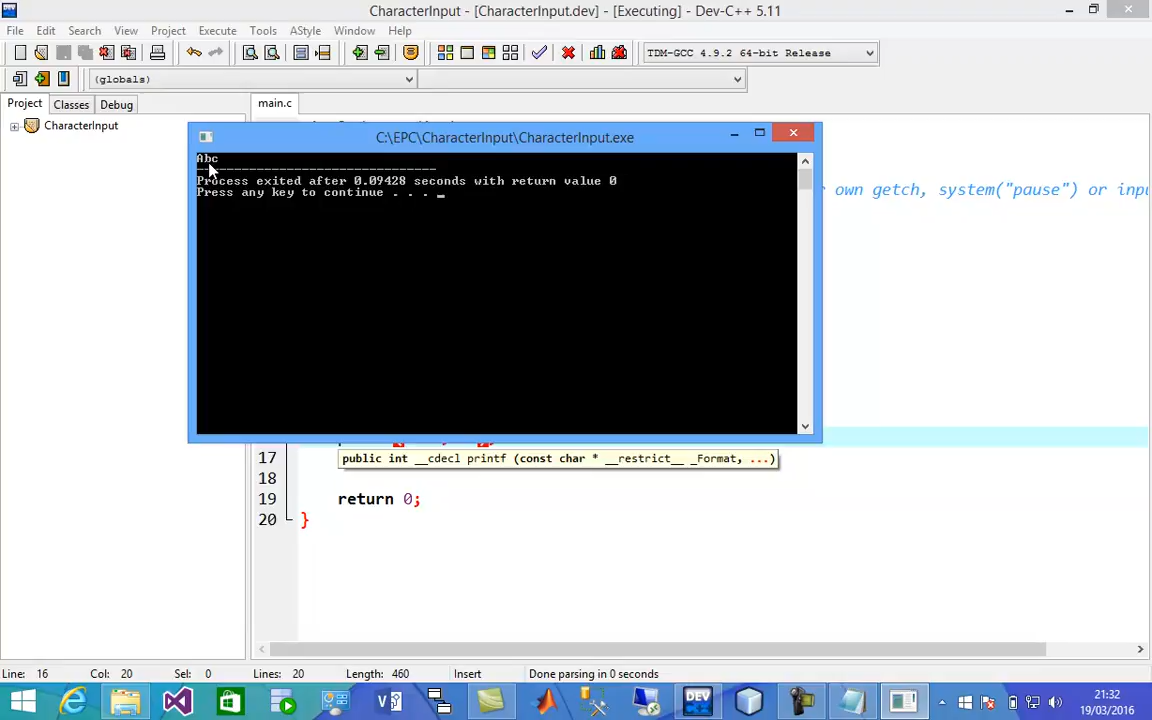 CharacterInput - [CharacterInput.dev] - [Executing] - Dev-C++ 5.11
File Edit Search View Project Execute Tools AStyle Window Help
TDM-GCC 4.9.2 64-bit Release
(globals)
Project Classes Debug
main.c
CharacterInput
C:\EPC\CharacterInput\CharacterInput.exe
Abc
--------------------------------
Process exited after 0.09428 seconds with return value 0
Press any key to continue . . . _
own getch, system("pause") or inpu
17
public int __cdecl printf (const char * __restrict__ _Format, ...)
18
19 return 0;
20 }
Line: 16 Col: 20 Sel: 0 Lines: 20 Length: 460 Insert Done parsing in 0 seconds
DEV C++
21:32
19/03/2016